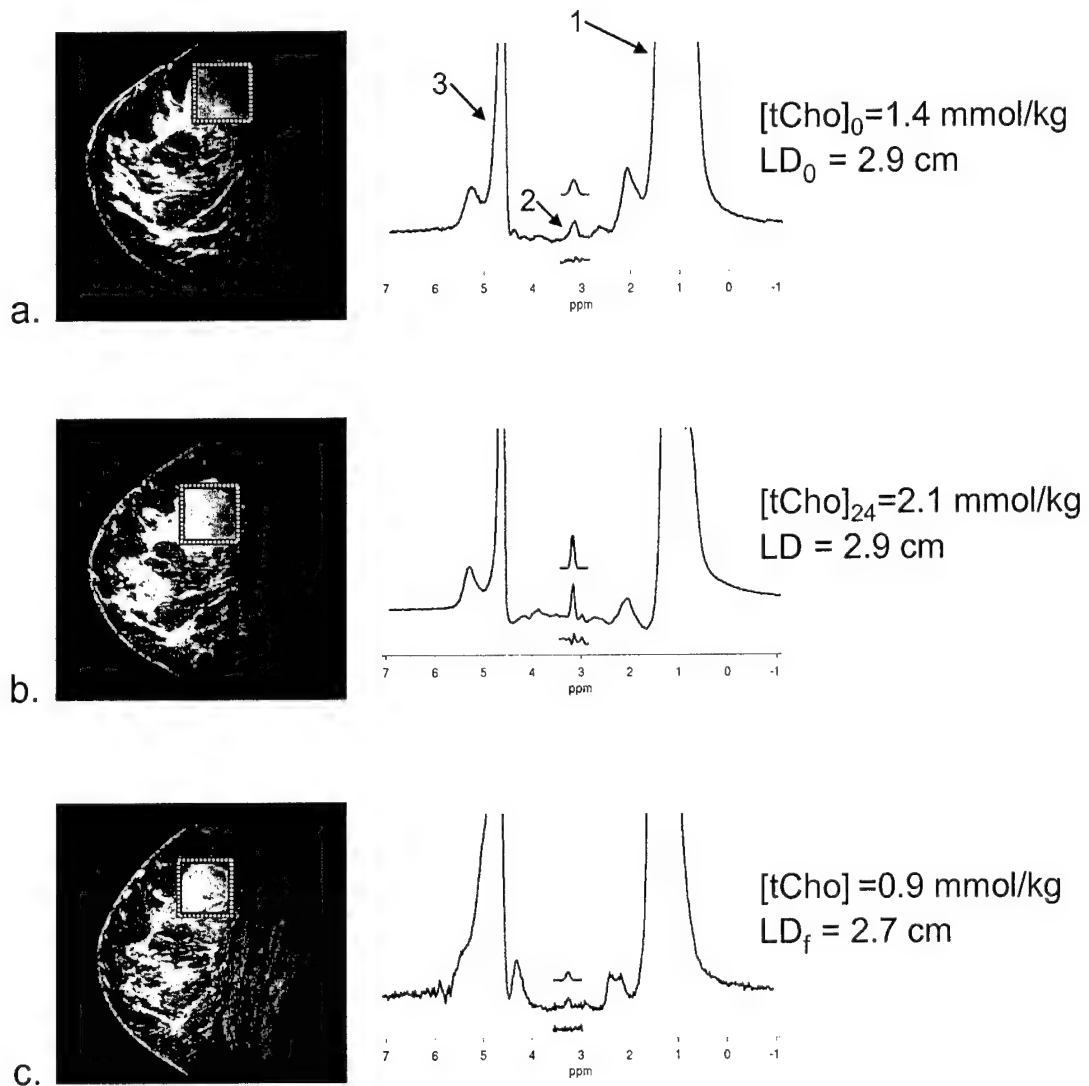 1
3
2
[tCho]₀=1.4 mmol/kg
LD₀ = 2.9 cm
7 6 5 4 3 2 1 0 -1
ppm
a.
[tCho]₂₄=2.1 mmol/kg
LD = 2.9 cm
7 6 5 4 3 2 1 0 -1
ppm
b.
[tCho] =0.9 mmol/kg
LDf = 2.7 cm
7 6 5 4 3 2 1 0 -1
ppm
c.